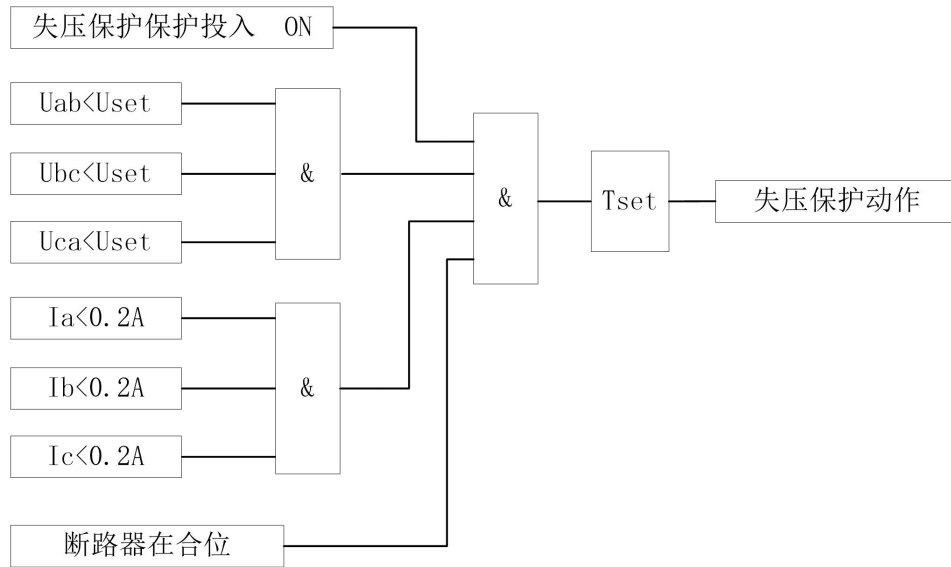 失压保护保护投入 ON
Uab<Uset
Ubc<Uset
&
Uca<Uset
&
Tset
失压保护动作
Ia<0.2A
Ib<0.2A
&
Ic<0.2A
断路器在合位